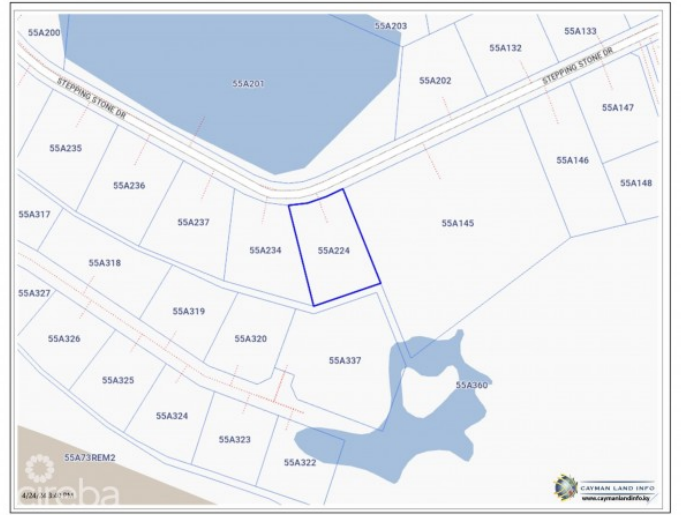 55A200
55A203
55A133
55A132
STEPPING STONE DR
55A201
55A202
STEPPING STONE DR
55A147
55A235
55A146
55A236
55A148
55A317
55A237
55A145
55A234
55A224
55A318
55A327
55A319
55A326
55A320
55A337
55A325
55A360
55A324
55A323
55A73REM2
55A322
cireba
CAYMAN LAND INFO
www.caymanlandinfo.ky